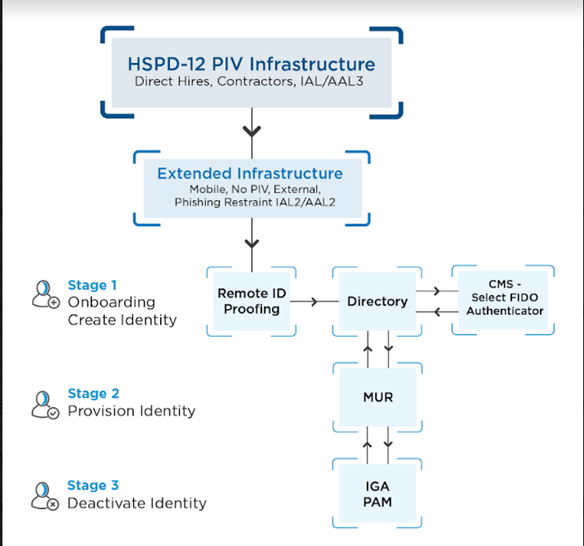 HSPD-12 PIV Infrastructure
Direct Hires, Contractors, IAL/AAL3
Extended Infrastructure
Mobile, No PIV, External,
Phishing Restraint IAL2/AAL2
Stage 1
Onboarding
Create Identity
Remote ID
Proofing
Directory
CMS -
Select FIDO
Authenticator
Stage 2
Provision Identity
MUR
Stage 3
Deactivate Identity
IGA
PAM